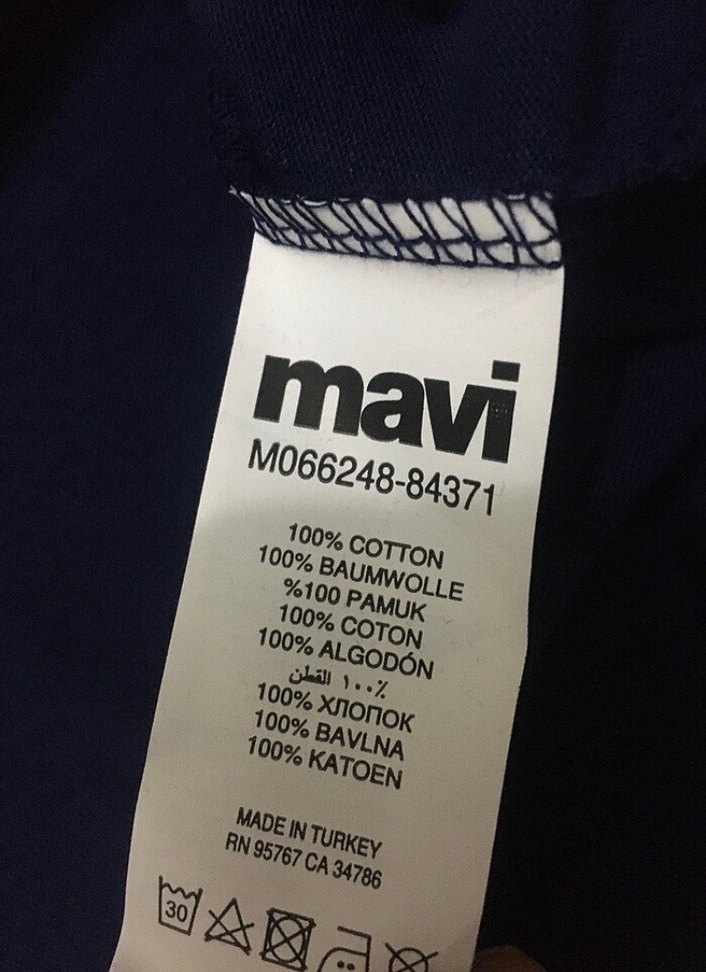 mavi
M066248-84371
100% COTTON
100% BAUMWOLLE
%100 PAMUK
100% COTON
100% ALGODÓN
١٠٠٪ القطن
100% ХЛОПОК
100% BAVLNA
100% KATOEN
MADE IN TURKEY
RN 95767 CA 34786
30